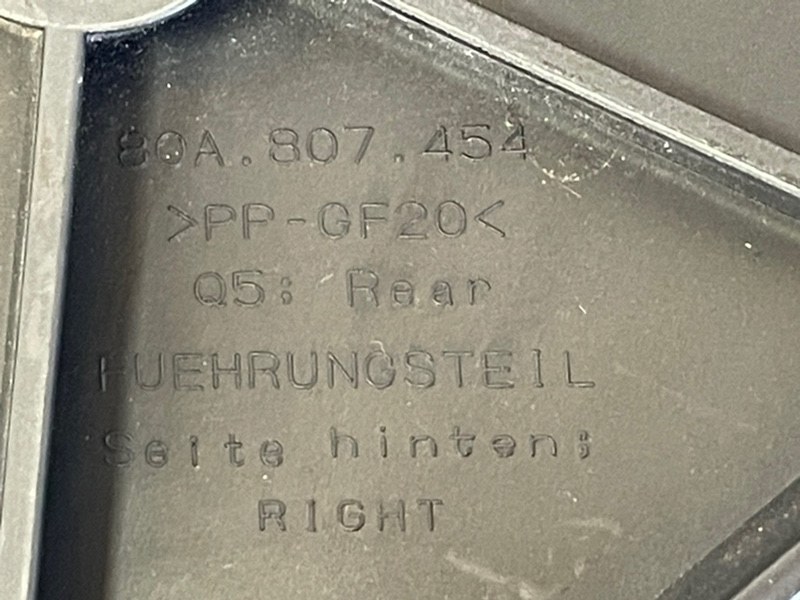 80A.807.454
>PP-GF20<
Q5: Rear
FUEHRUNGSTEIL
Seite hinten;
RIGHT